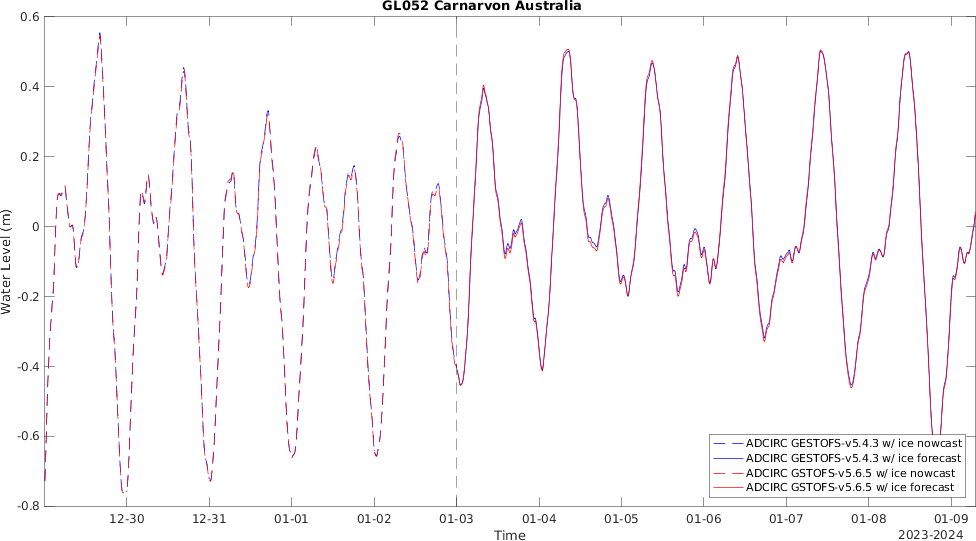 GL052 Carnarvon Australia
Water Level (m)
0.6
0.4
0.2
0
-0.2
-0.4
-0.6
-0.8
12-30
12-31
01-01
01-02
01-03
01-04
01-05
01-06
01-07
01-08
01-09
Time
2023-2024
ADCIRC GESTOFS-v5.4.3 w/ ice nowcast
ADCIRC GESTOFS-v5.4.3 w/ ice forecast
ADCIRC GSTOFS-v5.6.5 w/ ice nowcast
ADCIRC GSTOFS-v5.6.5 w/ ice forecast